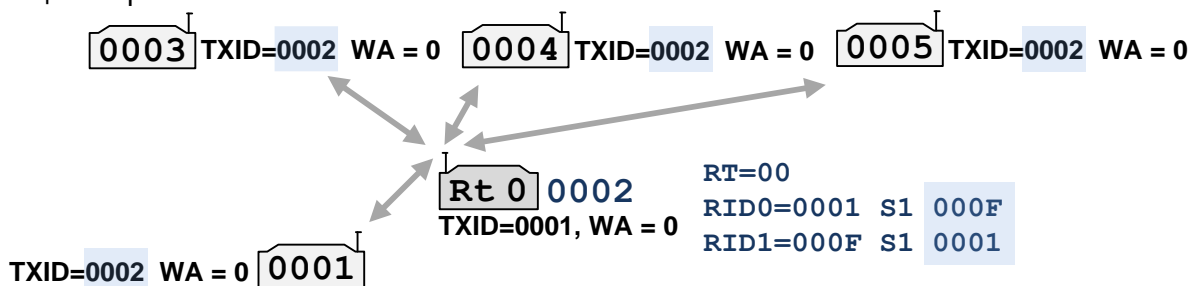 0003 TXID=0002 WA = 0 0004 TXID=0002 WA = 0 0005 TXID=0002 WA = 0
Rt 0 0002
TXID=0001, WA = 0
RT=00
RID0=0001 S1 000F
RID1=000F S1 0001
TXID=0002 WA = 0 0001